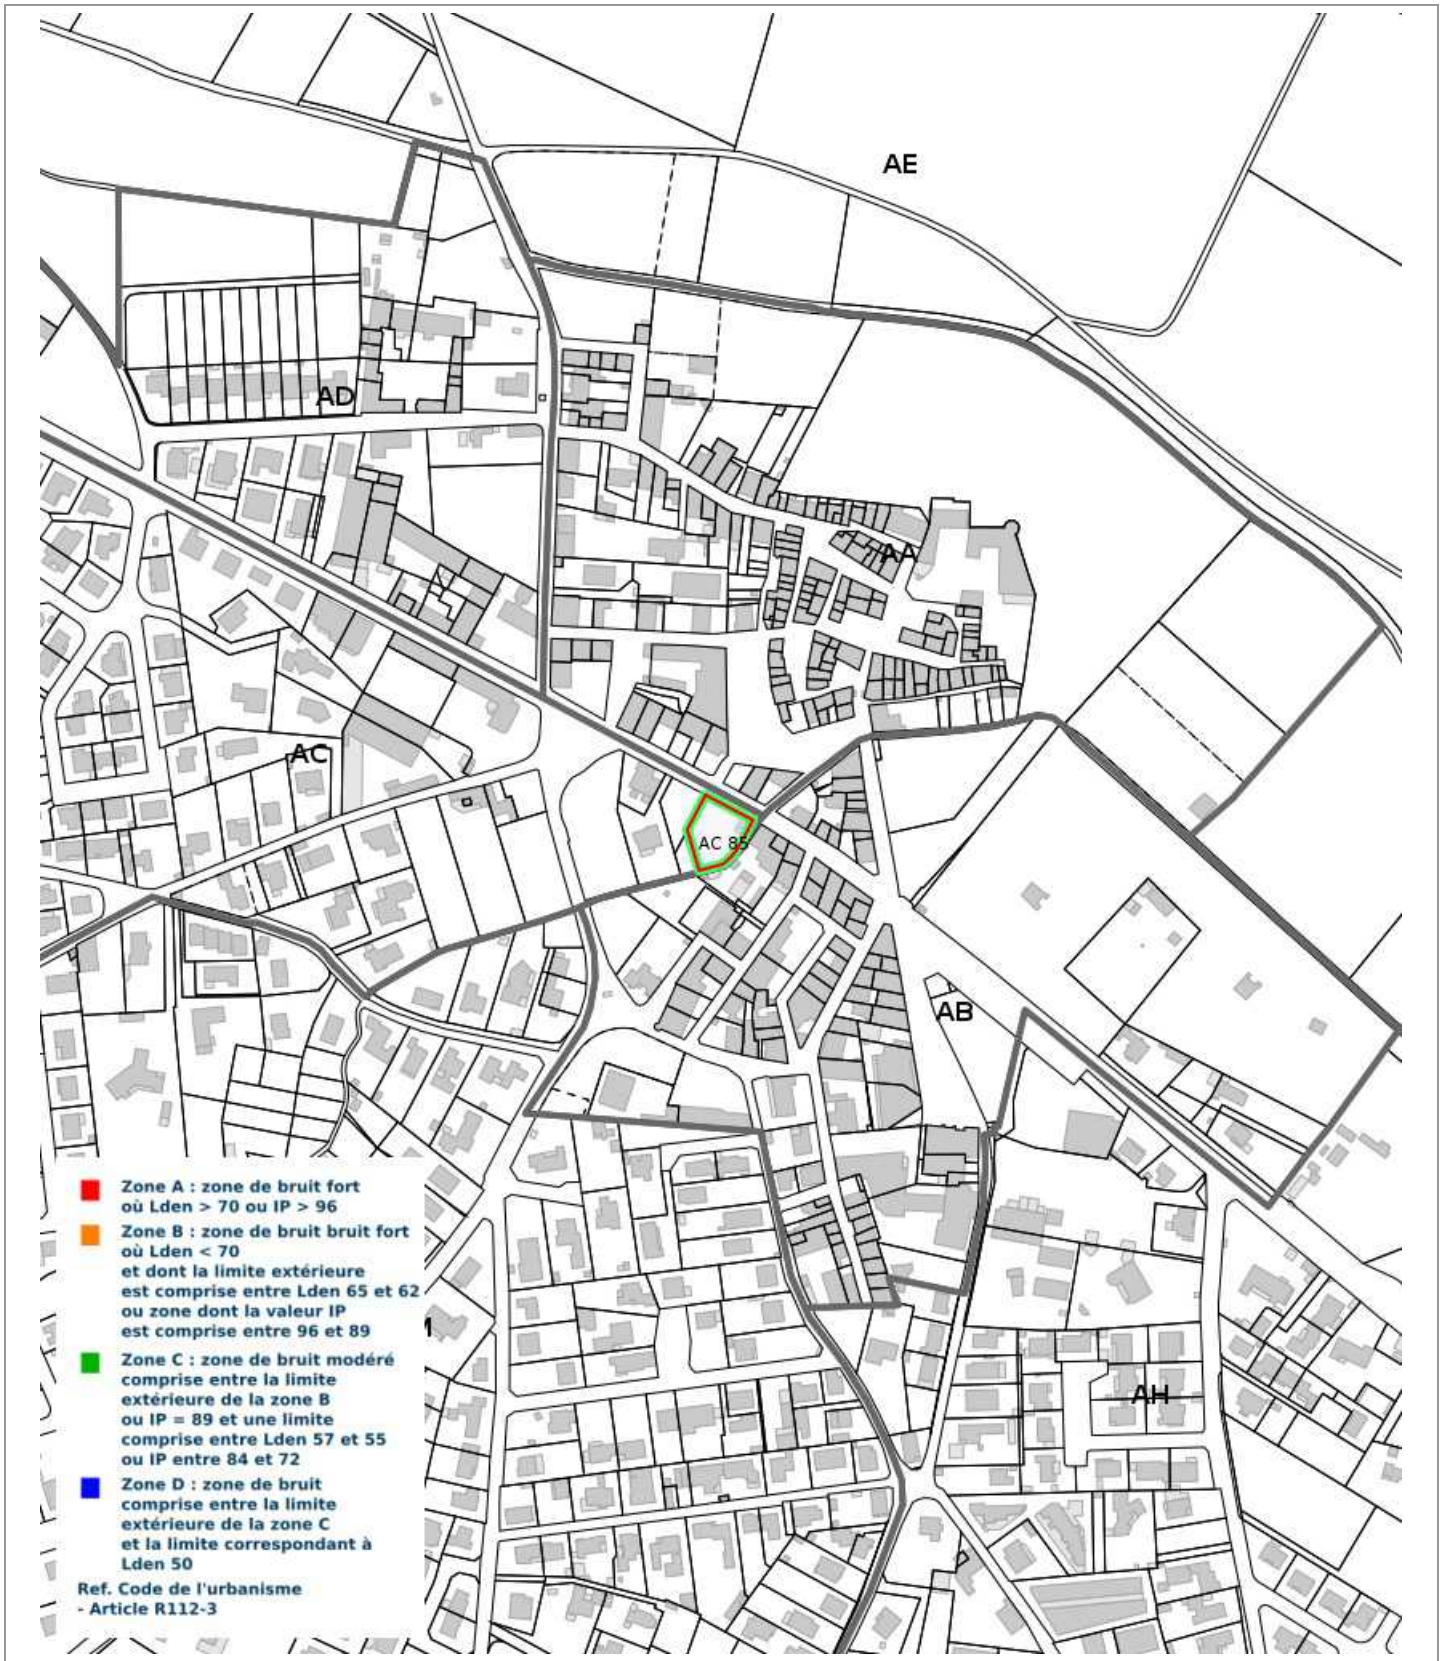 AE
AD
AA
AC
AC 85
AB
Zone A : zone de bruit fort
où Lden > 70 ou IP > 96
Zone B : zone de bruit bruit fort
où Lden < 70
et dont la limite extérieure
est comprise entre Lden 65 et 62
ou zone dont la valeur IP
est comprise entre 96 et 89
Zone C : zone de bruit modéré
comprise entre la limite
extérieure de la zone B
ou IP = 89 et une limite
comprise entre Lden 57 et 55
ou IP entre 84 et 72
Zone D : zone de bruit
comprise entre la limite
extérieure de la zone C
et la limite correspondant à
Lden 50
Ref. Code de l'urbanisme
- Article R112-3
AH